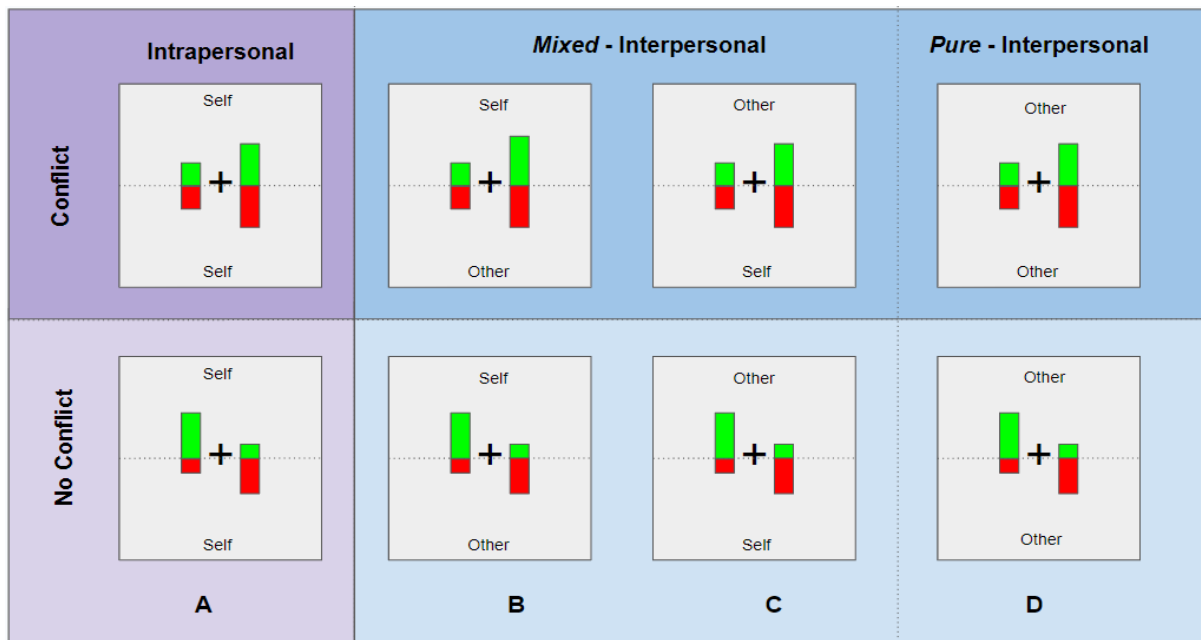 Intrapersonal
Mixed - Interpersonal
Pure - Interpersonal
Conflict
Self
Self
Self
Other
Other
Self
Other
Other
No Conflict
Self
Self
Self
Other
Other
Self
Other
Other
A
B
C
D